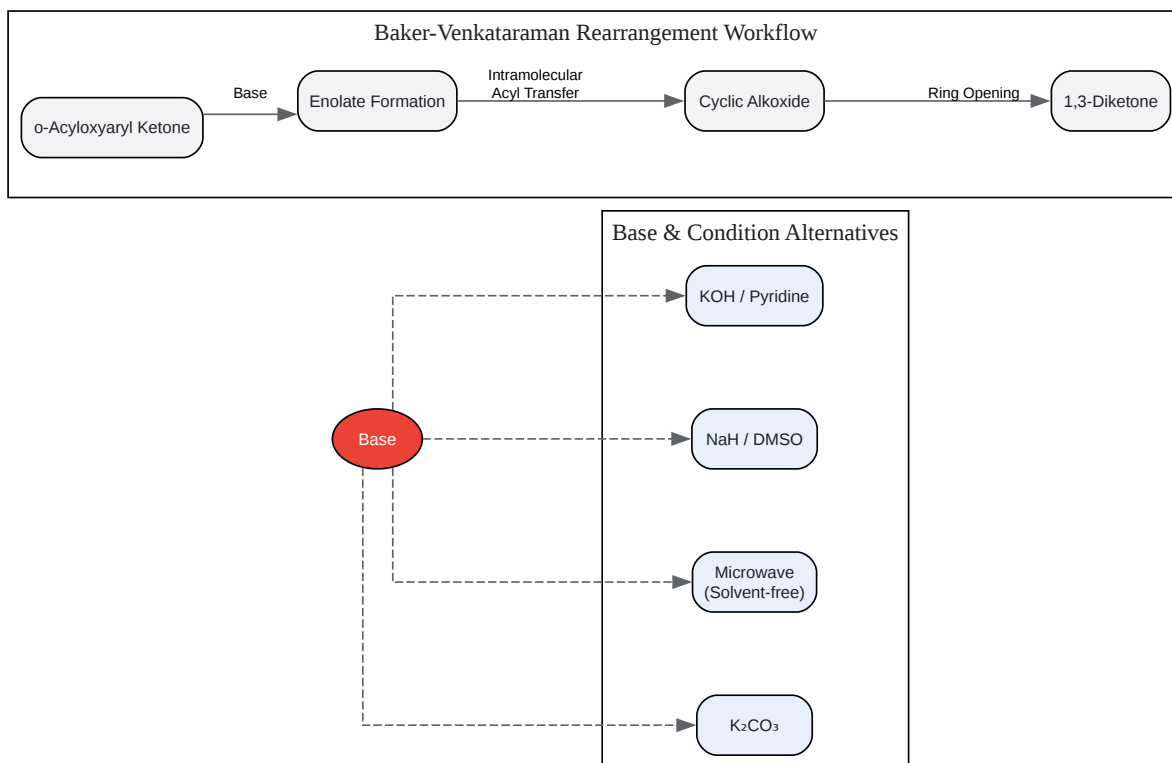 Baker-Venkataraman Rearrangement Workflow
o-Acyloxyaryl Ketone
Base
Enolate Formation
Intramolecular
Acyl Transfer
Cyclic Alkoxide
Ring Opening
1,3-Diketone
Base & Condition Alternatives
KOH / Pyridine
Base
NaH / DMSO
Microwave
(Solvent-free)
K₂CO₃